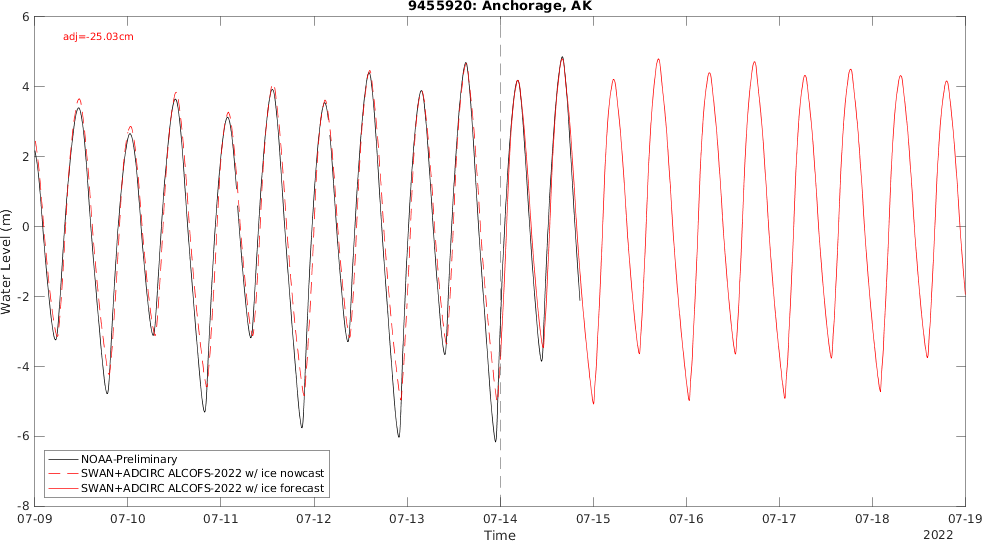 9455920: Anchorage, AK
adj=-25.03cm
6
4
2
0
-2
-4
-6
-8
Water Level (m)
NOAA-Preliminary
SWAN+ADCIRC ALCOFS-2022 w/ ice nowcast
SWAN+ADCIRC ALCOFS-2022 w/ ice forecast
07-09 07-10 07-11 07-12 07-13 07-14 07-15 07-16 07-17 07-18 07-19
Time
2022